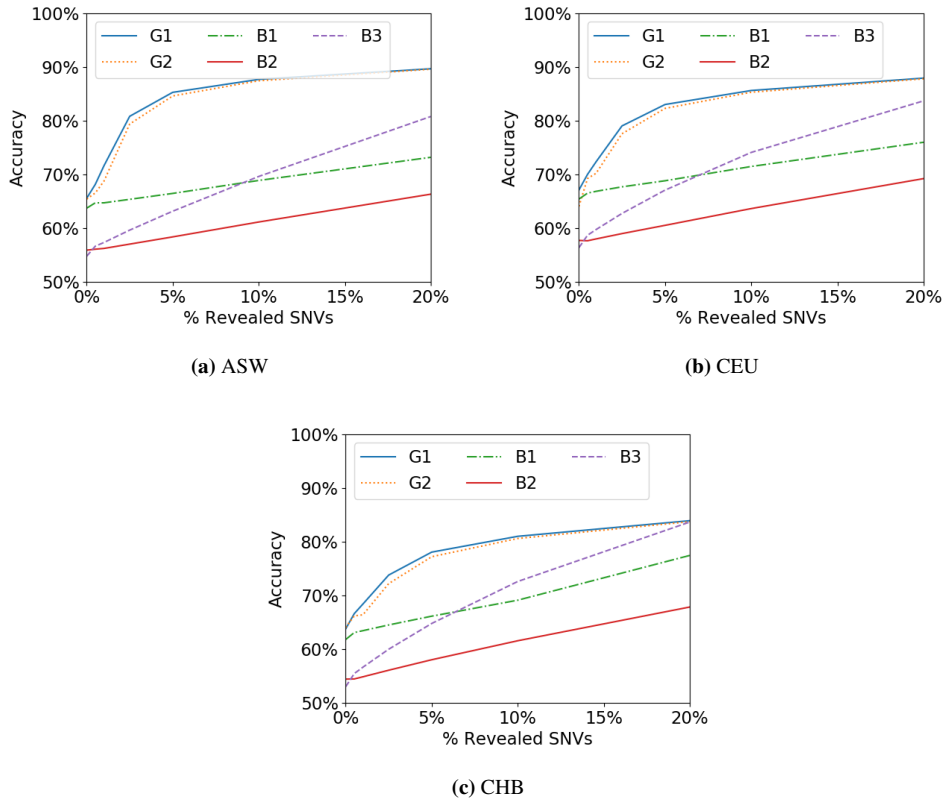 100%
90%
80%
70%
60%
50%
Accuracy
G1 B1 B3
G2 B2
0% 5% 10% 15% 20%
% Revealed SNVs
(a) ASW
100%
90%
80%
70%
60%
50%
Accuracy
G1 B1 B3
G2 B2
0% 5% 10% 15% 20%
% Revealed SNVs
(b) CEU
100%
90%
80%
70%
60%
50%
Accuracy
G1 B1 B3
G2 B2
0% 5% 10% 15% 20%
% Revealed SNVs
(c) CHB